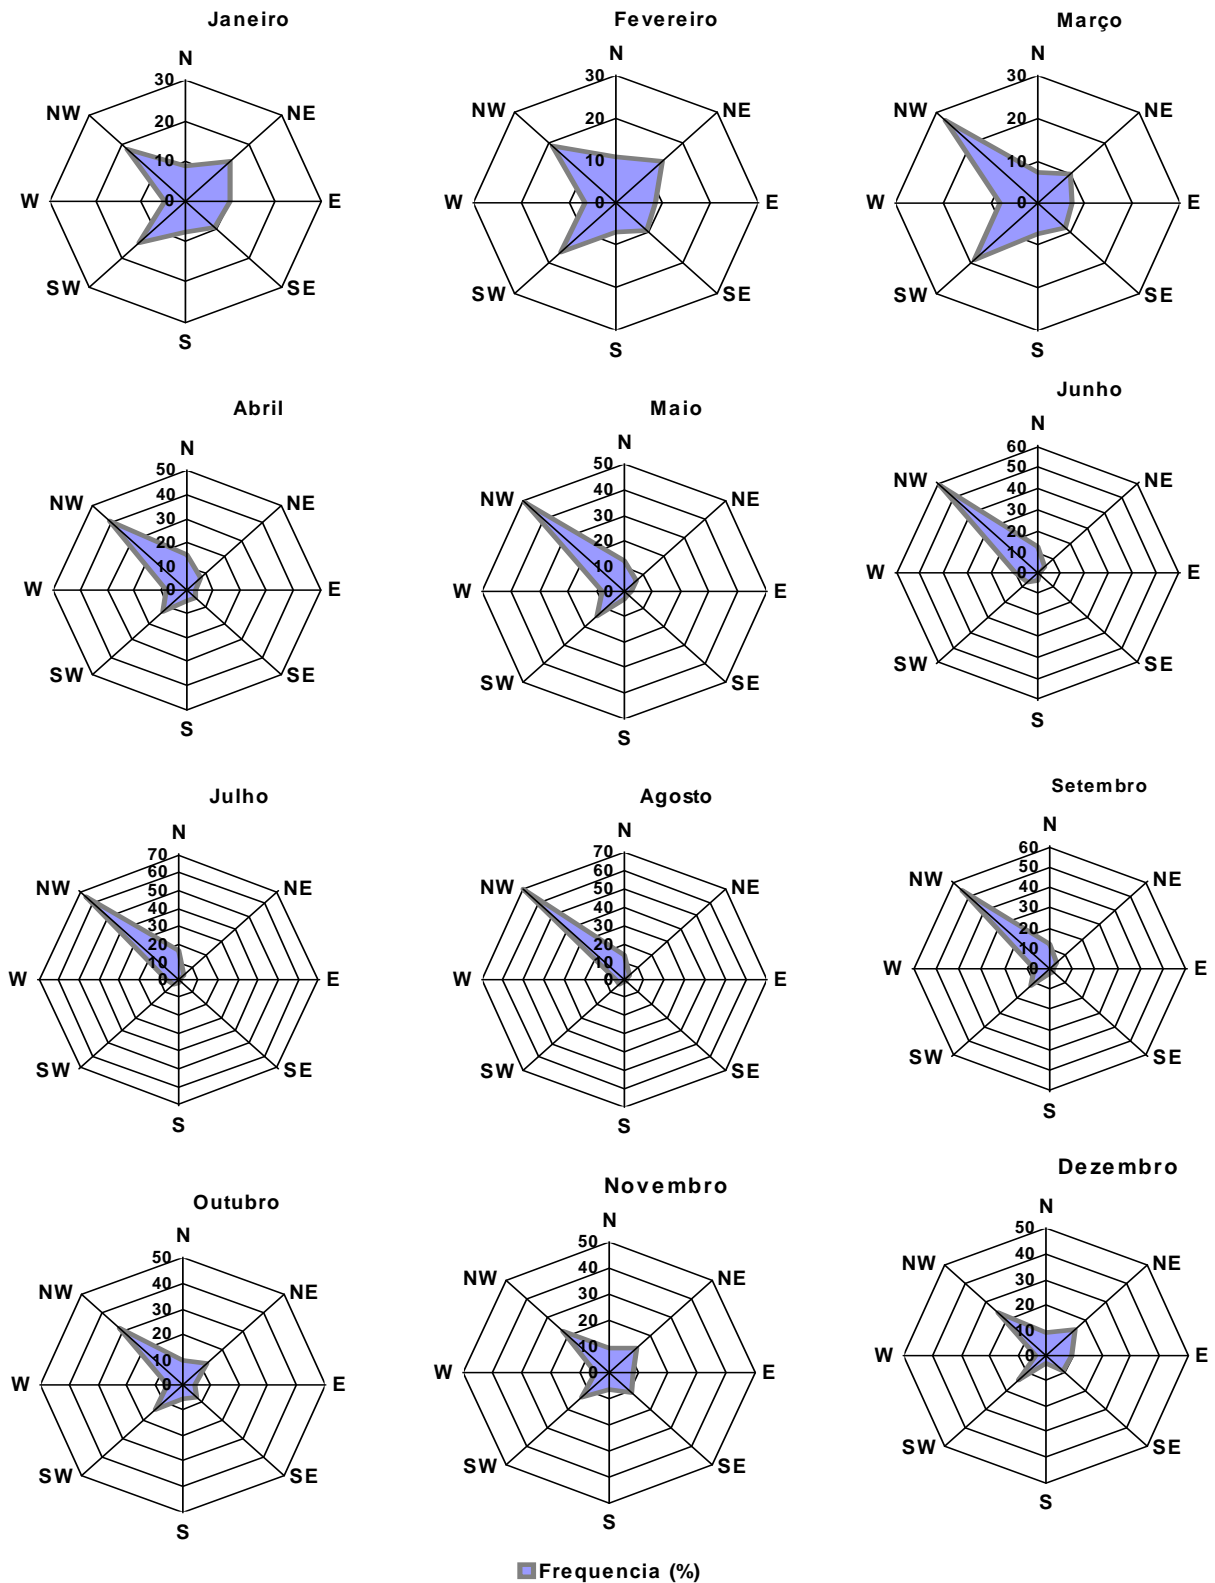 Janeiro
N
30
20
10
0
NW
NE
W
E
SW
SE
S
Fevereiro
N
30
20
10
0
NW
NE
W
E
SW
SE
S
Março
N
30
20
10
0
NW
NE
W
E
SW
SE
S
Abril
N
50
40
30
20
10
0
NW
NE
W
E
SW
SE
S
Maio
N
50
40
30
20
10
0
NW
NE
W
E
SW
SE
S
Junho
N
60
50
40
30
20
10
0
NW
NE
W
E
SW
SE
S
Julho
N
70
60
50
40
30
20
10
0
NW
NE
W
E
SW
SE
S
Agosto
N
70
60
50
40
30
20
10
0
NW
NE
W
E
SW
SE
S
Setembro
N
60
50
40
30
20
10
0
NW
NE
W
E
SW
SE
S
Outubro
N
50
40
30
20
10
0
NW
NE
W
E
SW
SE
S
Novembro
N
50
40
30
20
10
0
NW
NE
W
E
SW
SE
S
Dezembro
N
50
40
30
20
10
0
NW
NE
W
E
SW
SE
S
Frequencia (%)